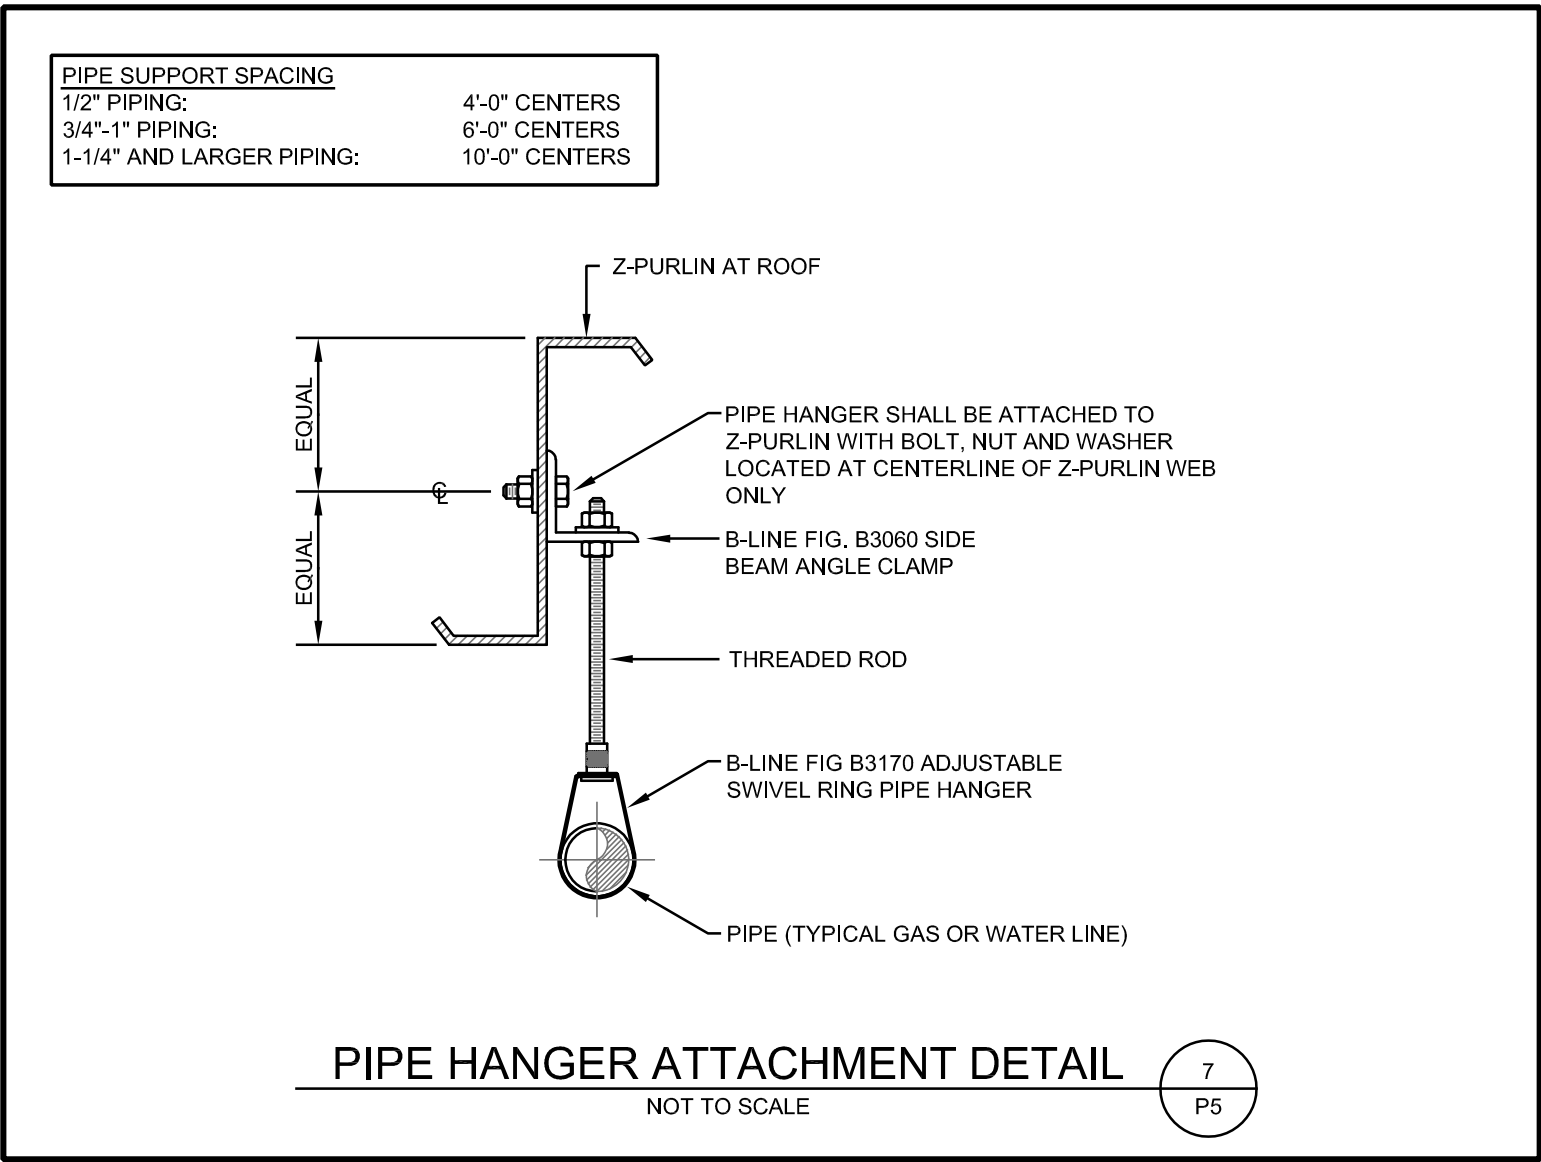 PIPE SUPPORT SPACING
1/2" PIPING: 4'-0" CENTERS
3/4"-1" PIPING: 6'-0" CENTERS
1-1/4" AND LARGER PIPING: 10'-0" CENTERS
Z-PURLIN AT ROOF
EQUAL
PIPE HANGER SHALL BE ATTACHED TO
Z-PURLIN WITH BOLT, NUT AND WASHER
LOCATED AT CENTERLINE OF Z-PURLIN WEB
ONLY
℄
EQUAL
B-LINE FIG. B3060 SIDE
BEAM ANGLE CLAMP
THREADED ROD
B-LINE FIG B3170 ADJUSTABLE
SWIVEL RING PIPE HANGER
PIPE (TYPICAL GAS OR WATER LINE)
PIPE HANGER ATTACHMENT DETAIL
NOT TO SCALE
7
P5